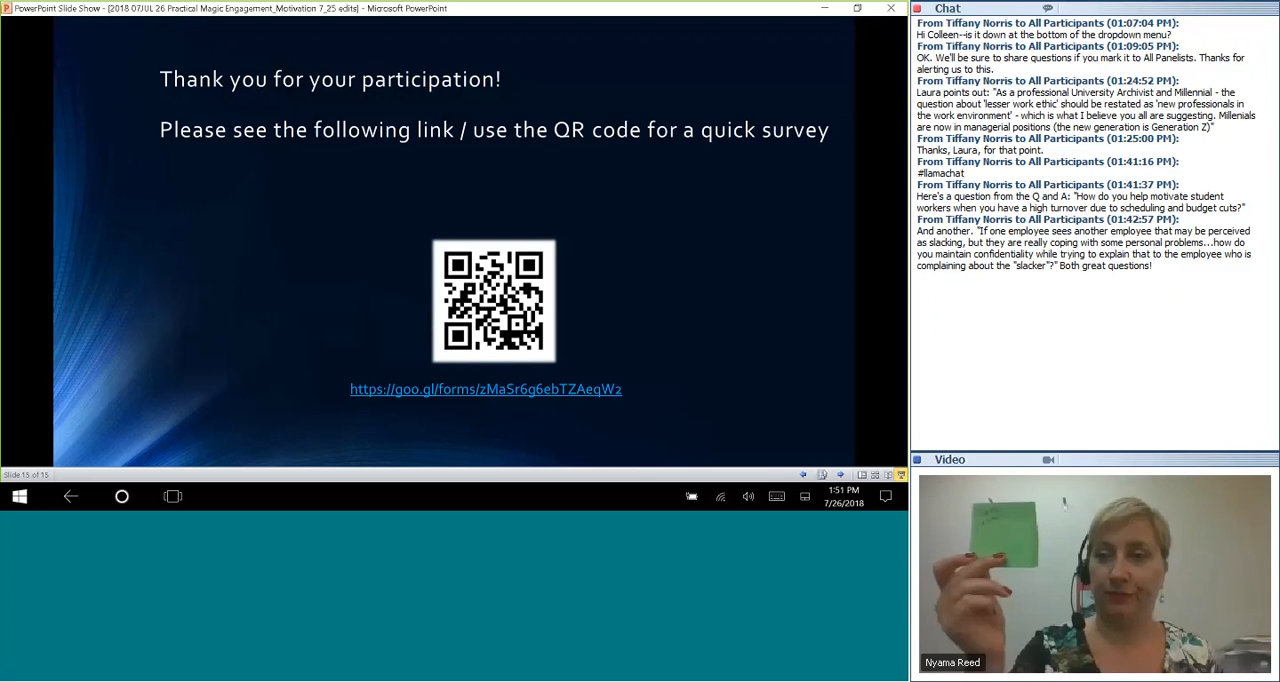 PowerPoint Slide Show - [2018 07JUL 26 Practical Magic Engagement_Motivation 7_25 edits] - Microsoft PowerPoint
Thank you for your participation!
Please see the following link / use the QR code for a quick survey
https://goo.gl/forms/zMaSr6g6ebTZAeqW2
Slide 15 of 15
1:51 PM
7/26/2018
Chat
From Tiffany Norris to All Participants (01:07:04 PM):
Hi Colleen--is it down at the bottom of the dropdown menu?
From Tiffany Norris to All Participants (01:09:05 PM):
OK. We'll be sure to share questions if you mark it to All Panelists. Thanks for
alerting us to this.
From Tiffany Norris to All Participants (01:24:52 PM):
Laura points out: "As a professional University Archivist and Millennial - the
question about 'lesser work ethic' should be restated as 'new professionals in
the work environment' - which is what I believe you all are suggesting. Millenials
are now in managerial positions (the new generation is Generation Z)"
From Tiffany Norris to All Participants (01:25:00 PM):
Thanks, Laura, for that point.
From Tiffany Norris to All Participants (01:41:16 PM):
#llamachat
From Tiffany Norris to All Participants (01:41:37 PM):
Here's a question from the Q and A: "How do you help motivate student
workers when you have a high turnover due to scheduling and budget cuts?"
From Tiffany Norris to All Participants (01:42:57 PM):
And another. "If one employee sees another employee that may be perceived
as slacking, but they are really coping with some personal problems...how do
you maintain confidentiality while trying to explain that to the employee who is
complaining about the "slacker"?" Both great questions!
Video
Nyama Reed